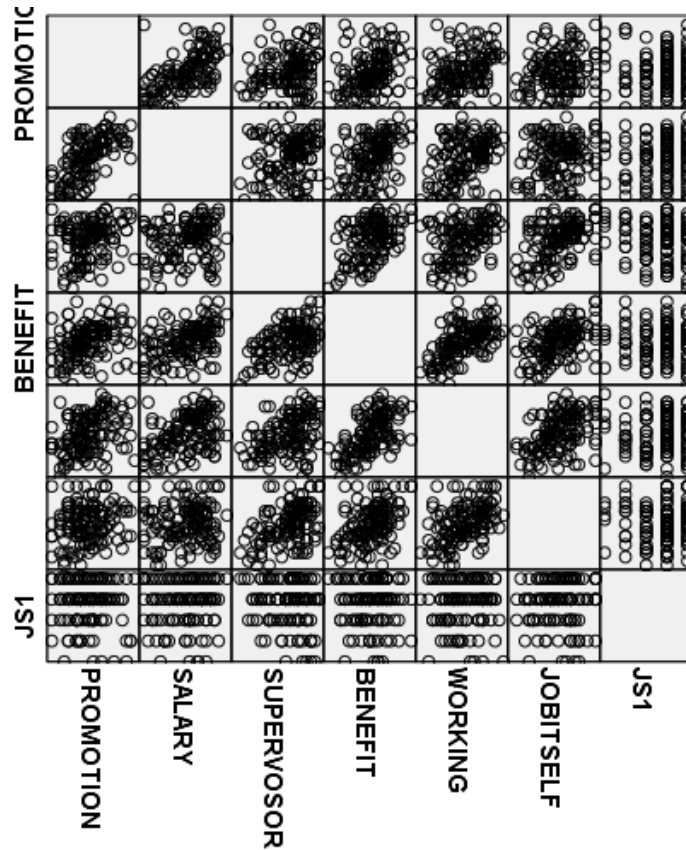 PROMOTIC
BENEFIT
JS1
PROMOTION
SALARY
SUPERVOSOR
BENEFIT
WORKING
JOBITSELF
JS1